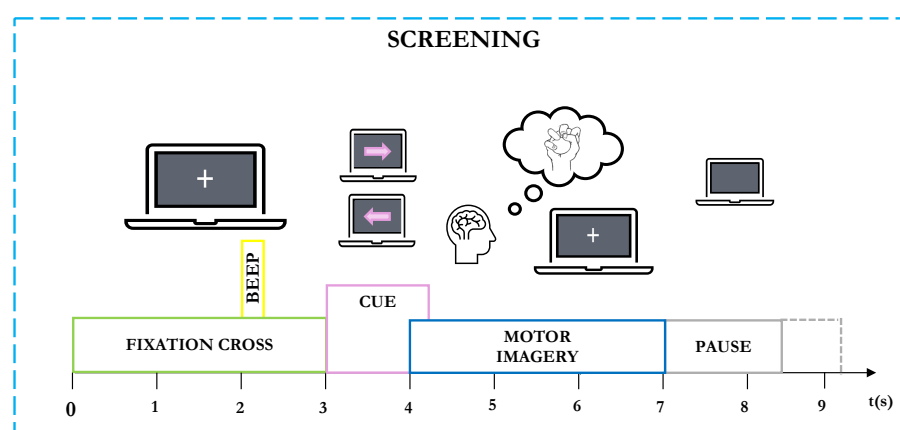 SCREENING
BEEP
CUE
FIXATION CROSS
MOTOR
IMAGERY
PAUSE
0 1 2 3 4 5 6 7 8 9 t(s)